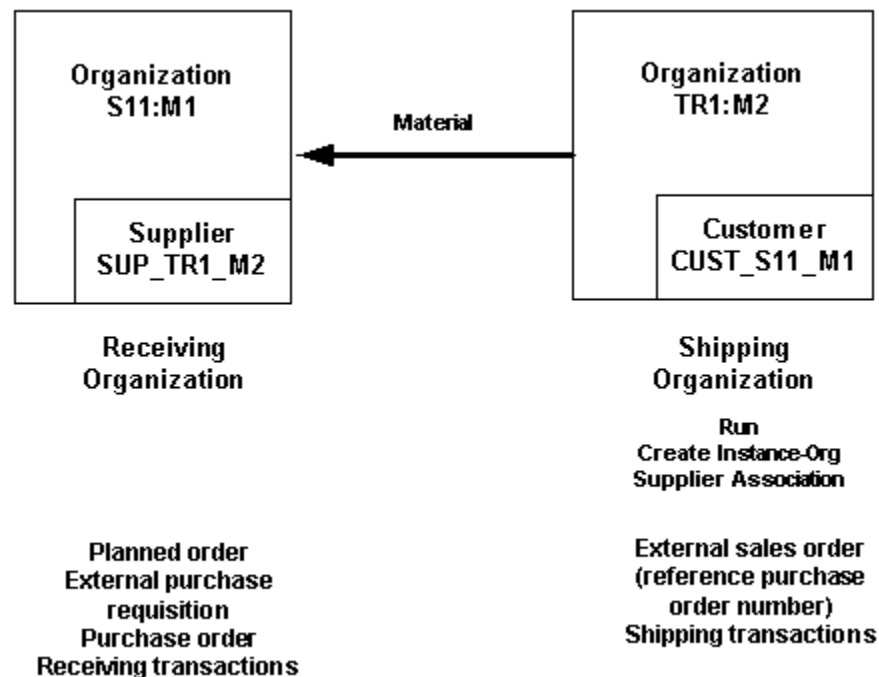 Organization
S11:M1
Supplier
SUP_TR1_M2
Material
Organization
TR1:M2
Customer
CUST_S11_M1
Receiving
Organization
Shipping
Organization
Run
Create Instance-Org
Supplier Association
Planned order
External purchase
requisition
Purchase order
Receiving transactions
External sales order
(reference purchase
order number)
Shipping transactions